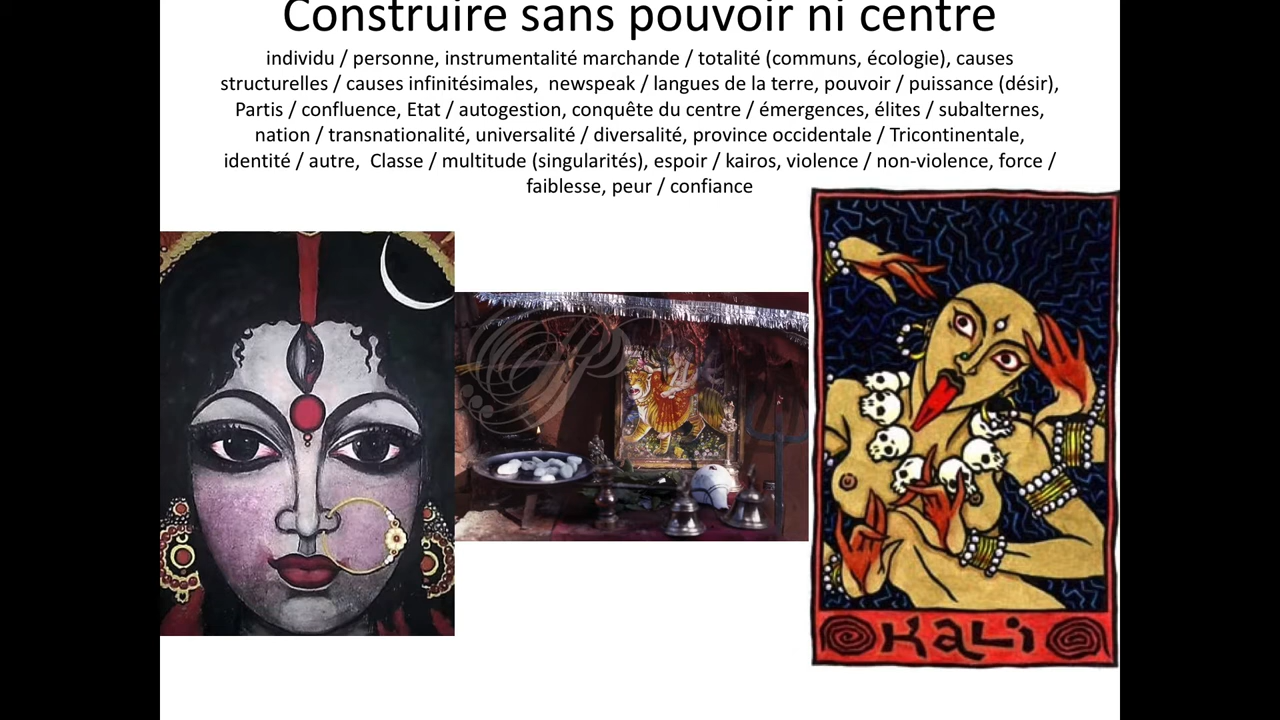 Construire sans pouvoir ni centre
individu / personne, instrumentalité marchande / totalité (communs, écologie), causes
structurelles / causes infinitésimales,  newspeak / langues de la terre, pouvoir / puissance (désir),
Partis / confluence, Etat / autogestion, conquête du centre / émergences, élites / subalternes,
nation / transnationalité, universalité / diversalité, province occidentale / Tricontinentale,
identité / autre,  Classe / multitude (singularités), espoir / kairos, violence / non-violence, force /
faiblesse, peur / confiance
KALi